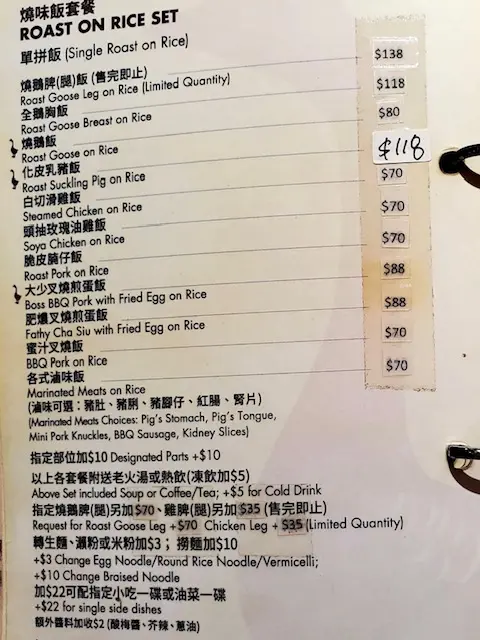 燒味飯套餐
ROAST ON RICE SET
單拼飯 (Single Roast on Rice)
燒鵝脾(腿)飯 (售完即止) $138
Roast Goose Leg on Rice (Limited Quantity)
全鵝胸飯 $118
Roast Goose Breast on Rice
燒鵝飯 $80
Roast Goose on Rice
化皮乳豬飯 $118
Roast Suckling Pig on Rice
白切滑雞飯 $70
Steamed Chicken on Rice
頭抽玫瑰油雞飯 $70
Soya Chicken on Rice
脆皮腩仔飯 $70
Roast Pork on Rice
大少叉燒煎蛋飯 $88
Boss BBQ Pork with Fried Egg on Rice
肥燶叉燒煎蛋飯 $88
Fathy Cha Siu with Fried Egg on Rice
蜜汁叉燒飯 $70
BBQ Pork on Rice
各式滷味飯 $70
Marinated Meats on Rice
(滷味可選：豬肚、豬脷、豬腳仔、紅腸、腎片)
(Marinated Meats Choices: Pig's Stomach, Pig's Tongue,
Mini Pork Knuckles, BBQ Sausage, Kidney Slices)
指定部位加$10 Designated Parts +$10
以上各套餐附送老火湯或熱飲(凍飲加$5)
Above Set included Soup or Coffee/Tea; +$5 for Cold Drink
指定燒鵝脾(腿)另加$70、雞脾(腿)另加$35 (售完即止)
Request for Roast Goose Leg +$70 Chicken Leg + $35 (Limited Quantity)
轉生麵、瀨粉或米粉加$3； 撈麵加$10
+$3 Change Egg Noodle/Round Rice Noodle/Vermicelli;
+$10 Change Braised Noodle
加$22可配指定小吃一碟或油菜一碟
+$22 for single side dishes
額外醬料加收$2 (酸梅醬、芥辣、蔥油)